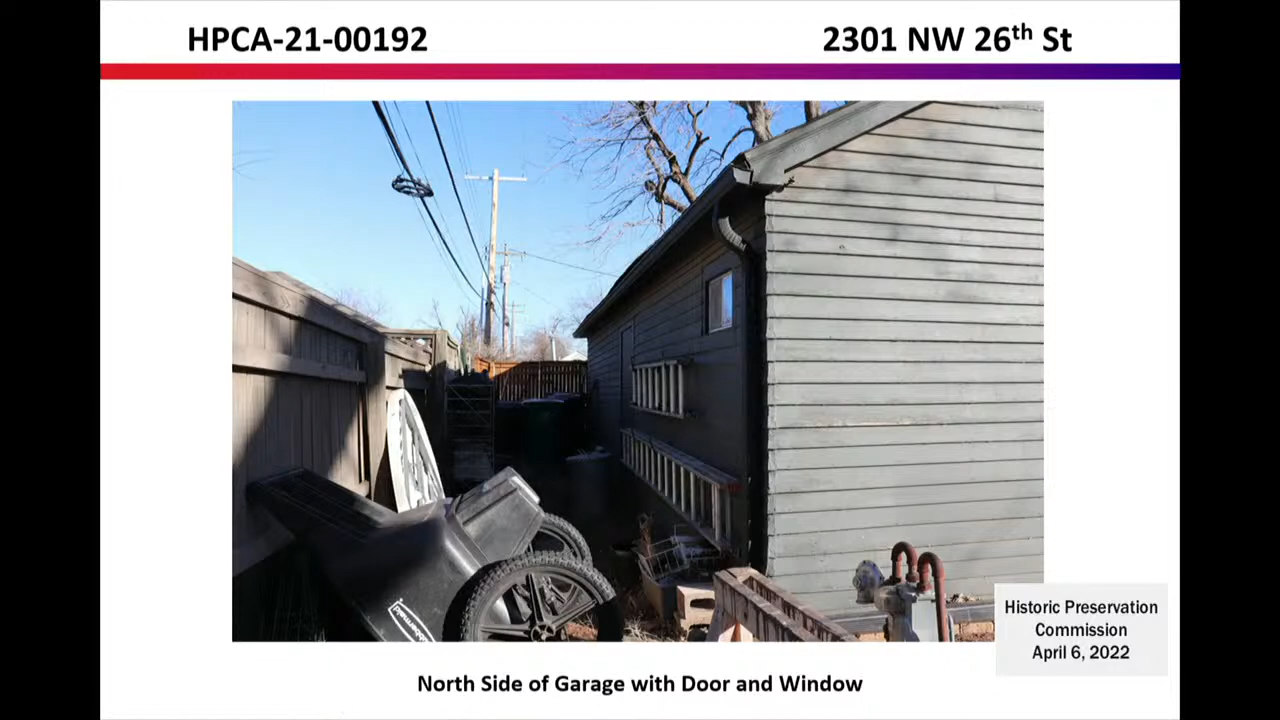 HPCA-21-00192
2301 NW 26th St
Rubbermaid
Historic Preservation
Commission
April 6, 2022
North Side of Garage with Door and Window